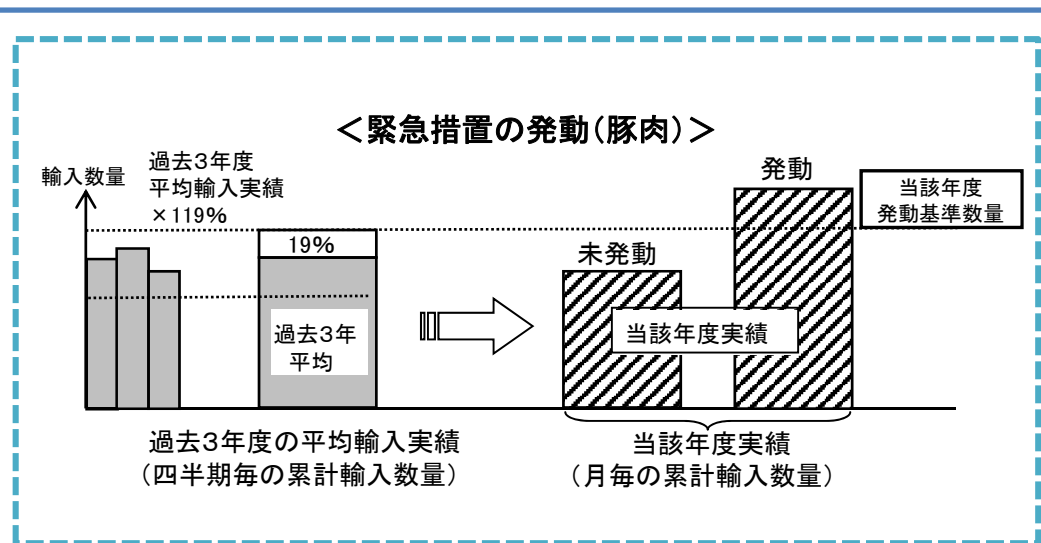 ＜緊急措置の発動(豚肉)＞
輸入数量
過去3年度
平均輸入実績
×119%
発動
当該年度
発動基準数量
19%
未発動
過去3年
平均
当該年度実績
過去3年度の平均輸入実績
(四半期毎の累計輸入数量)
当該年度実績
(月毎の累計輸入数量)